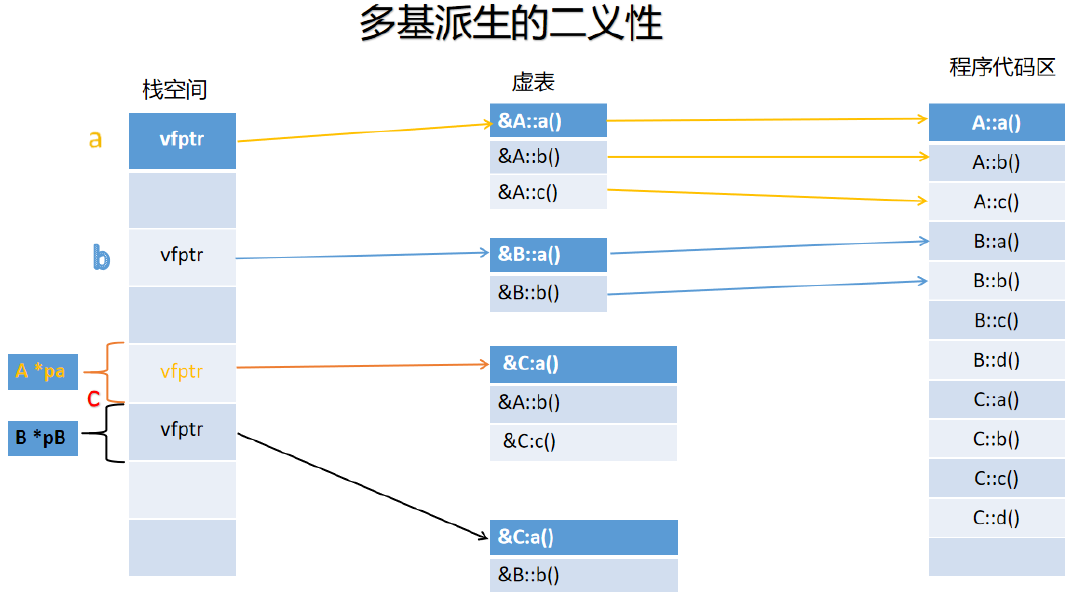 多基派生的二义性
栈空间
虚表
程序代码区
a
vfptr
b
vfptr
A *pa
vfptr
c
B *pB
vfptr
&A::a()
&A::b()
&A::c()
&B::a()
&B::b()
&C:a()
&A::b()
&C:c()
&C:a()
&B::b()
A::a()
A::b()
A::c()
B::a()
B::b()
B::c()
B::d()
C::a()
C::b()
C::c()
C::d()